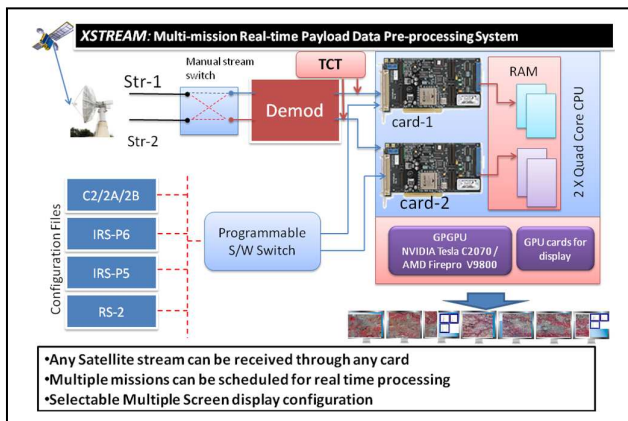 XSTREAM: Multi-mission Real-time Payload Data Pre-processing System
Manual stream
switch
TCT
Str-1
Str-2
Demod
card-1
card-2
RAM
2 X Quad Core CPU
Configuration Files
C2/2A/2B
IRS-P6
IRS-P5
RS-2
Programmable
S/W Switch
GPGPU
NVIDIA Tesla C2070 /
AMD Firepro V9800
GPU cards for
display
•Any Satellite stream can be received through any card
•Multiple missions can be scheduled for real time processing
•Selectable Multiple Screen display configuration